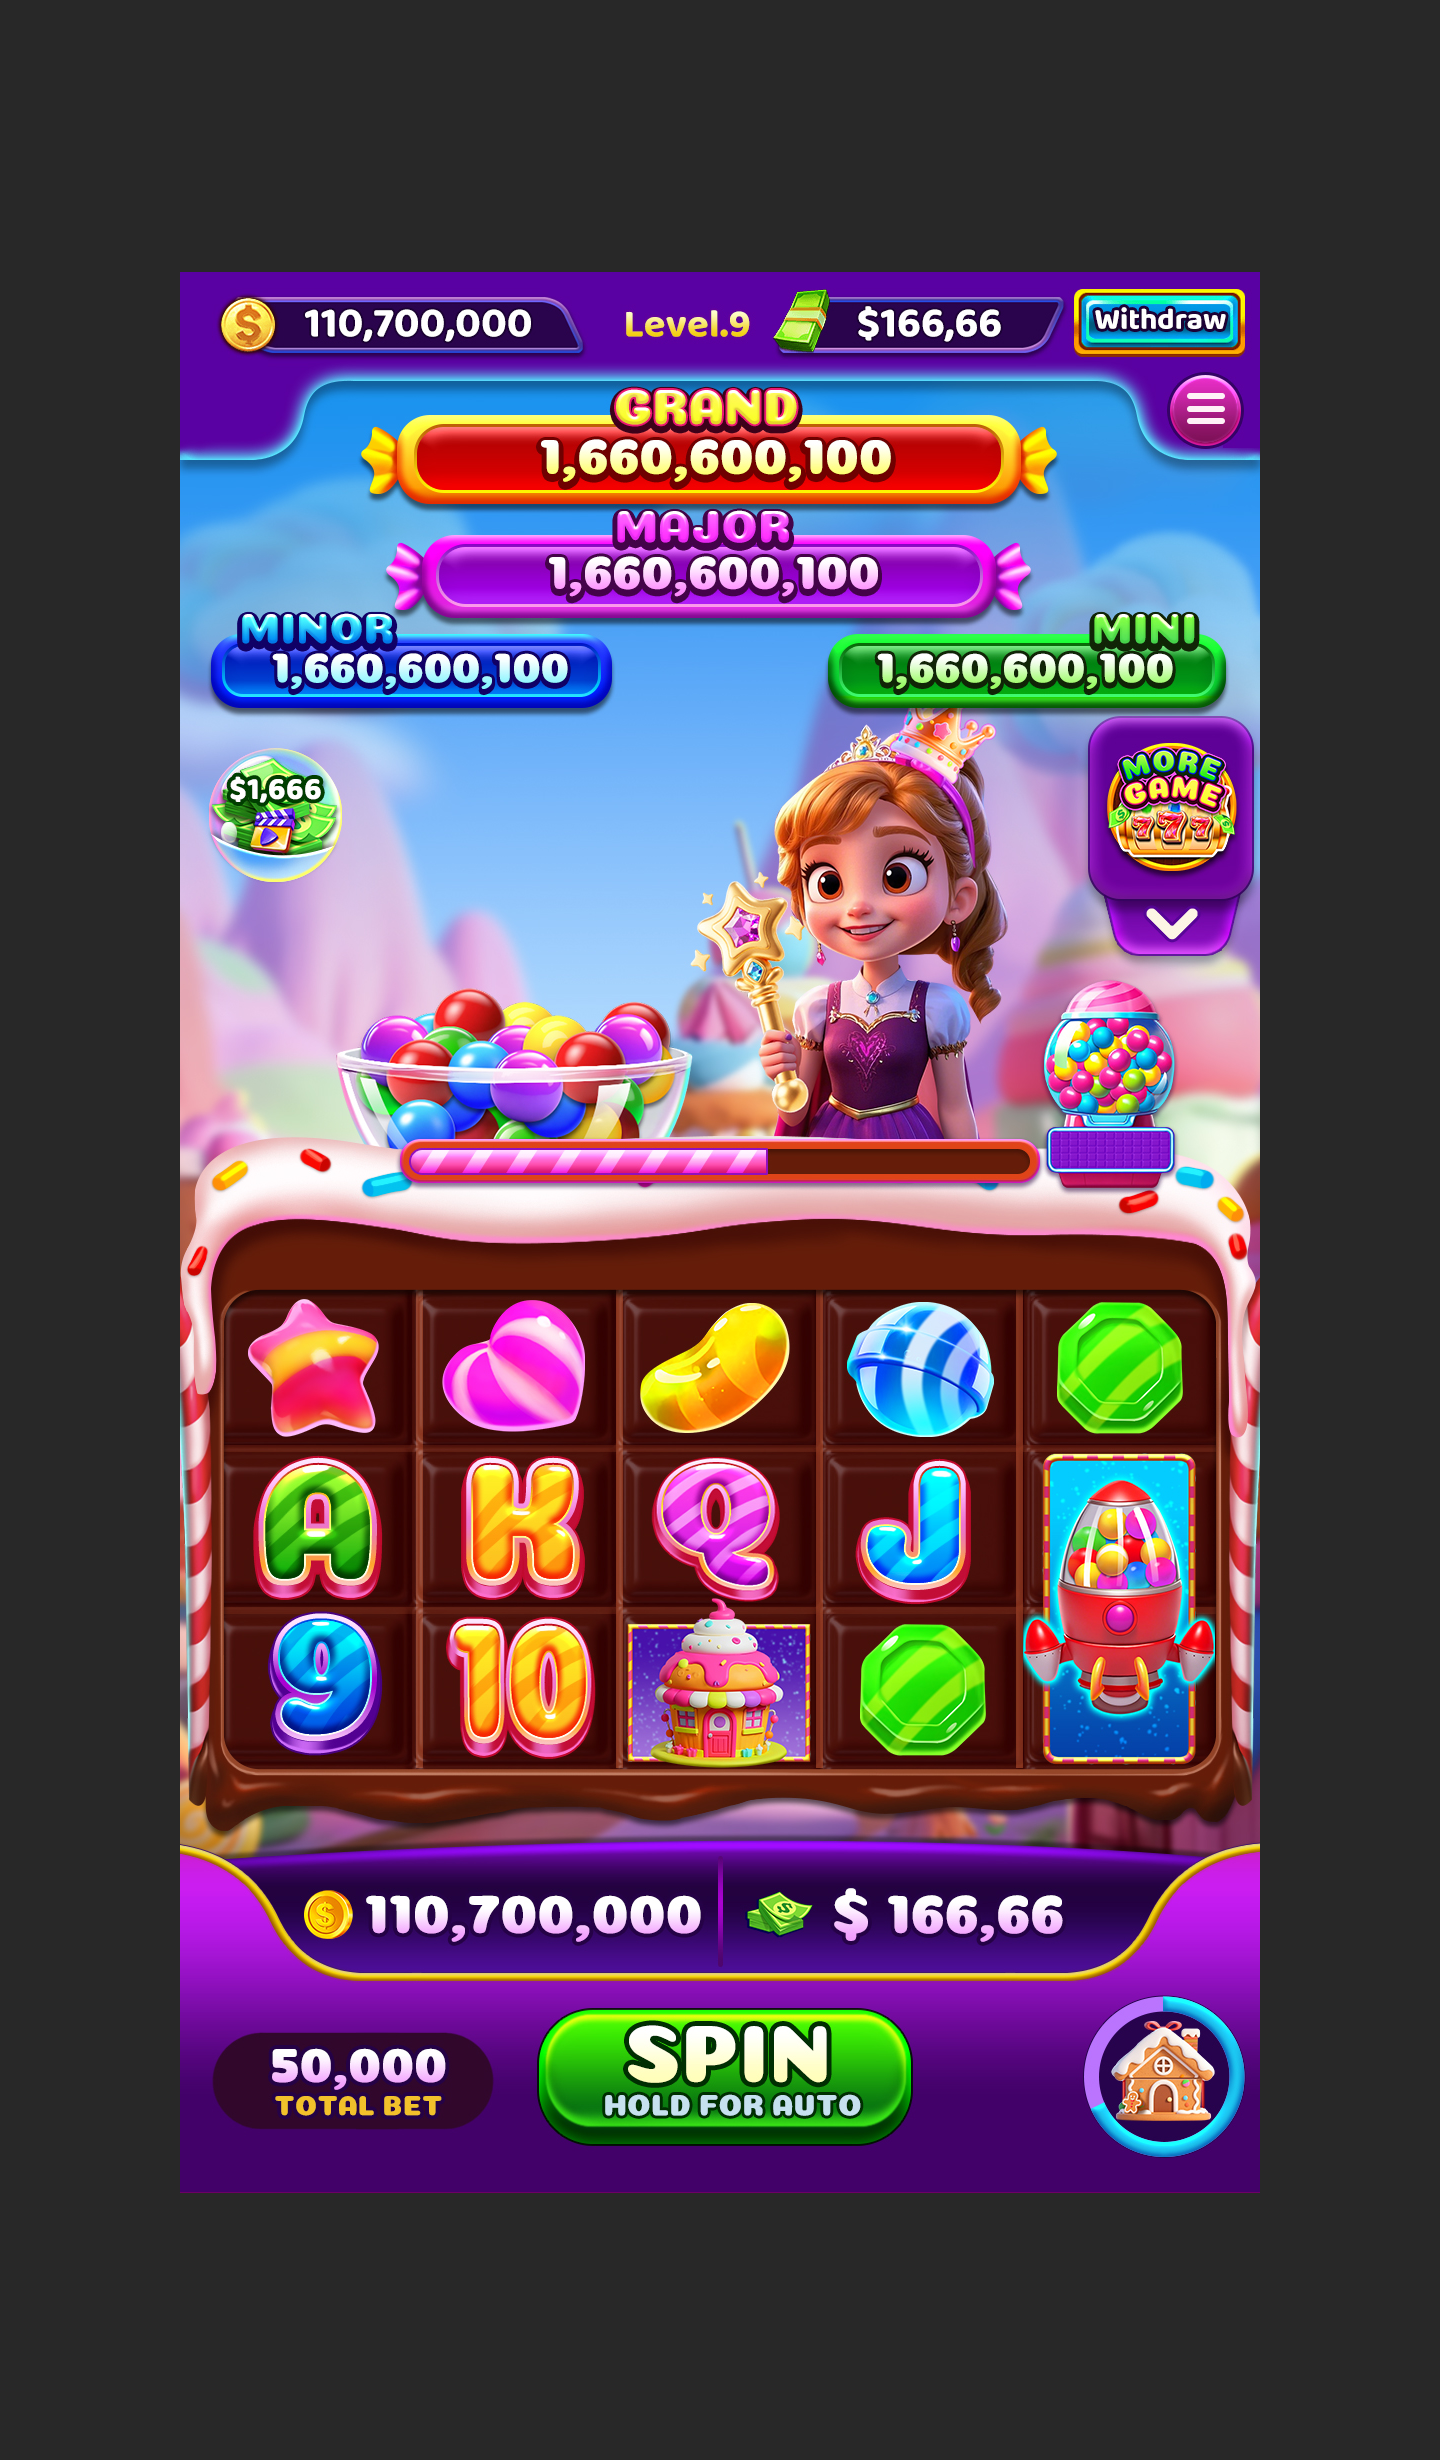 110,700,000
Level.9
$166,66
Withdraw
GRAND
1,660,600,100
MAJOR
1,660,600,100
MINOR
1,660,600,100
MINI
1,660,600,100
$1,666
MORE
GAME
777
A K Q J
9 10
110,700,000
$ 166,66
50,000
TOTAL BET
SPIN
HOLD FOR AUTO